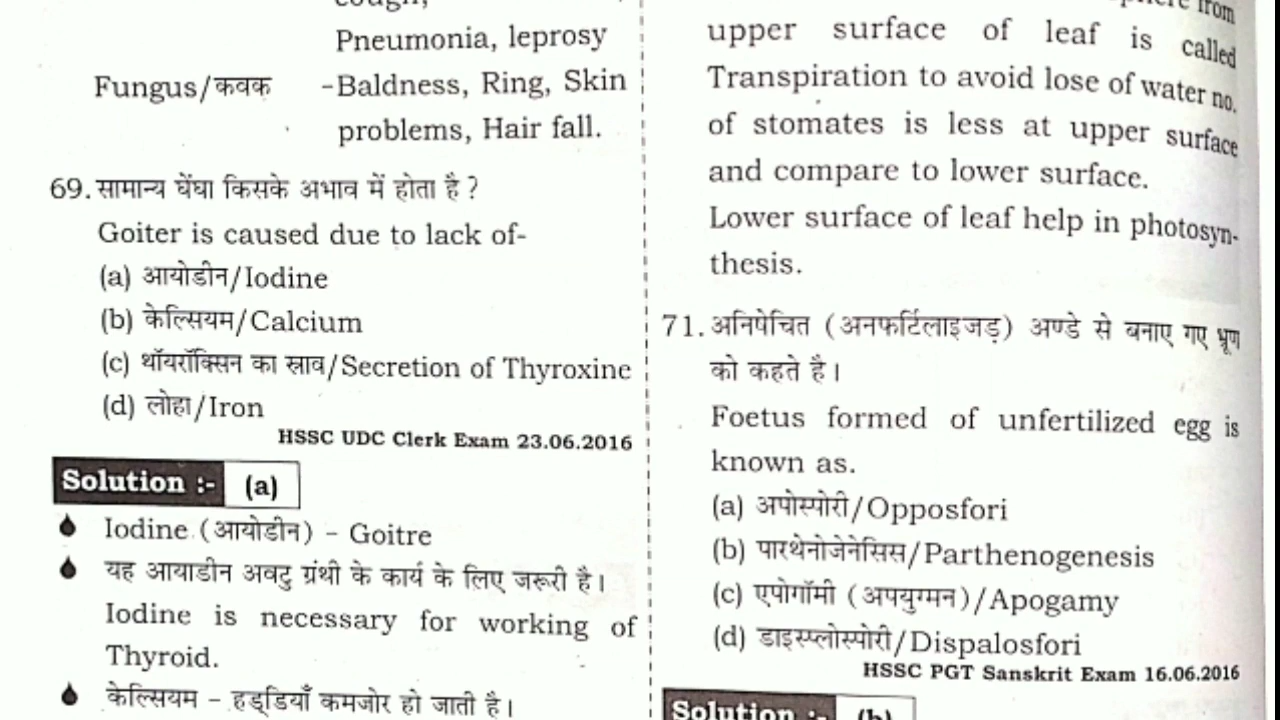 cough,
Pneumonia, leprosy
Fungus/कवक -Baldness, Ring, Skin
problems, Hair fall.
69. सामान्य घेंघा किसके अभाव में होता है ?
Goiter is caused due to lack of-
(a) आयोडीन/Iodine
(b) केल्सियम/Calcium
(c) थॉयरॉक्सिन का स्राव/Secretion of Thyroxine
(d) लोहा/Iron
HSSC UDC Clerk Exam 23.06.2016
Solution :- (a)
Iodine (आयोडीन) - Goitre
यह आयाडीन अवटु ग्रंथी के कार्य के लिए जरूरी है।
Iodine is necessary for working of
Thyroid.
केल्सियम - हड्डियाँ कमजोर हो जाती है।
from
upper surface of leaf is called
Transpiration to avoid lose of water no.
of stomates is less at upper surface
and compare to lower surface.
Lower surface of leaf help in photosyn-
thesis.
71. अनिषेचित (अनफर्टिलाइजड़) अण्डे से बनाए गए भ्रूण
को कहते है।
Foetus formed of unfertilized egg is
known as.
(a) अपोस्पोरी/Opposfori
(b) पारथेनोजेनेसिस/Parthenogenesis
(c) एपोगॉमी (अपयुग्मन)/Apogamy
(d) डाइस्प्लोस्पोरी/Dispalosfori
HSSC PGT Sanskrit Exam 16.06.2016
Solution :- (b)